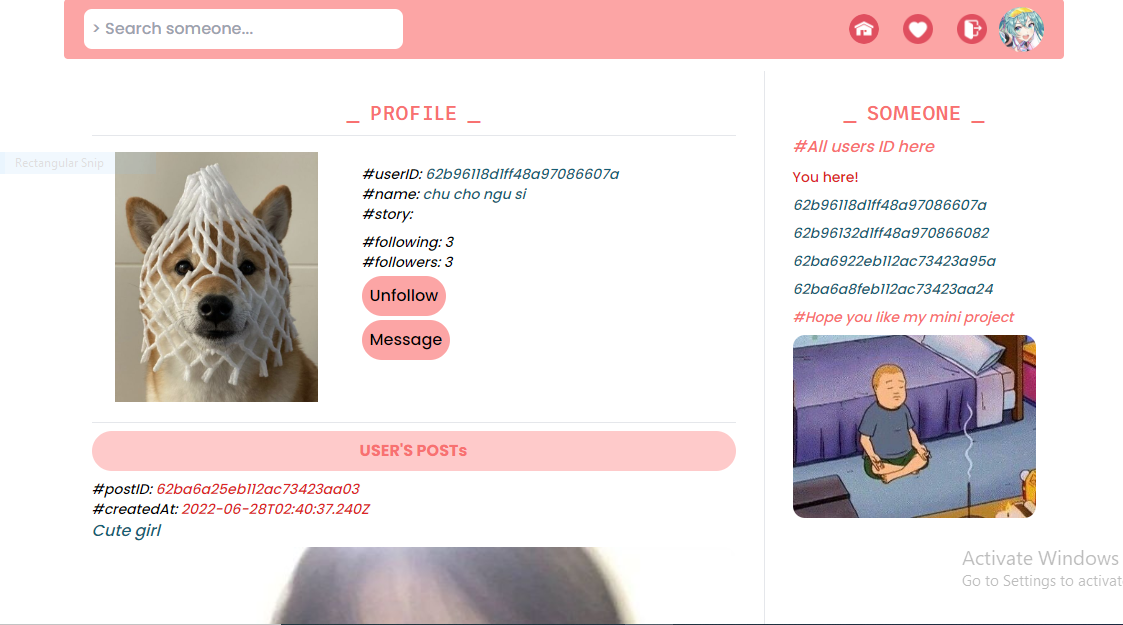 > Search someone...
_ PROFILE _
Rectangular Snip
#userID: 62b96118d1ff48a97086607a
#name: chu cho ngu si
#story:
#following: 3
#followers: 3
Unfollow
Message
USER'S POSTs
#postID: 62ba6a25eb112ac73423aa03
#createdAt: 2022-06-28T02:40:37.240Z
Cute girl
_ SOMEONE _
#All users ID here
You here!
62b96118d1ff48a97086607a
62b96132d1ff48a970866082
62ba6922eb112ac73423a95a
62ba6a8feb112ac73423aa24
#Hope you like my mini project
Activate Windows
Go to Settings to activat